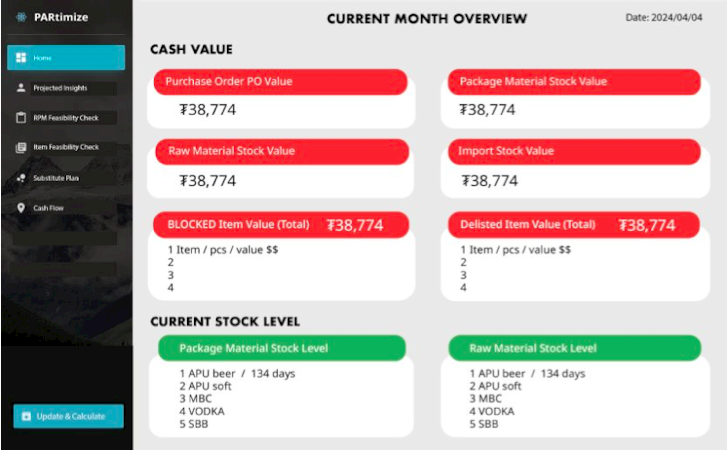 PARtimize
Home
Projected Insights
RPM Feasibility Check
Item Feasibility Check
Substitute Plan
Cash Flow
Update & Calculate
CURRENT MONTH OVERVIEW
Date: 2024/04/04
CASH VALUE
Purchase Order PO Value
₮38,774
Package Material Stock Value
₮38,774
Raw Material Stock Value
₮38,774
Import Stock Value
₮38,774
BLOCKED Item Value (Total) ₮38,774
1 Item / pcs / value $$
2
3
4
Delisted Item Value (Total) ₮38,774
1 Item / pcs / value $$
2
3
4
CURRENT STOCK LEVEL
Package Material Stock Level
1 APU beer / 134 days
2 APU soft
3 MBC
4 VODKA
5 SBB
Raw Material Stock Level
1 APU beer / 134 days
2 APU soft
3 MBC
4 VODKA
5 SBB